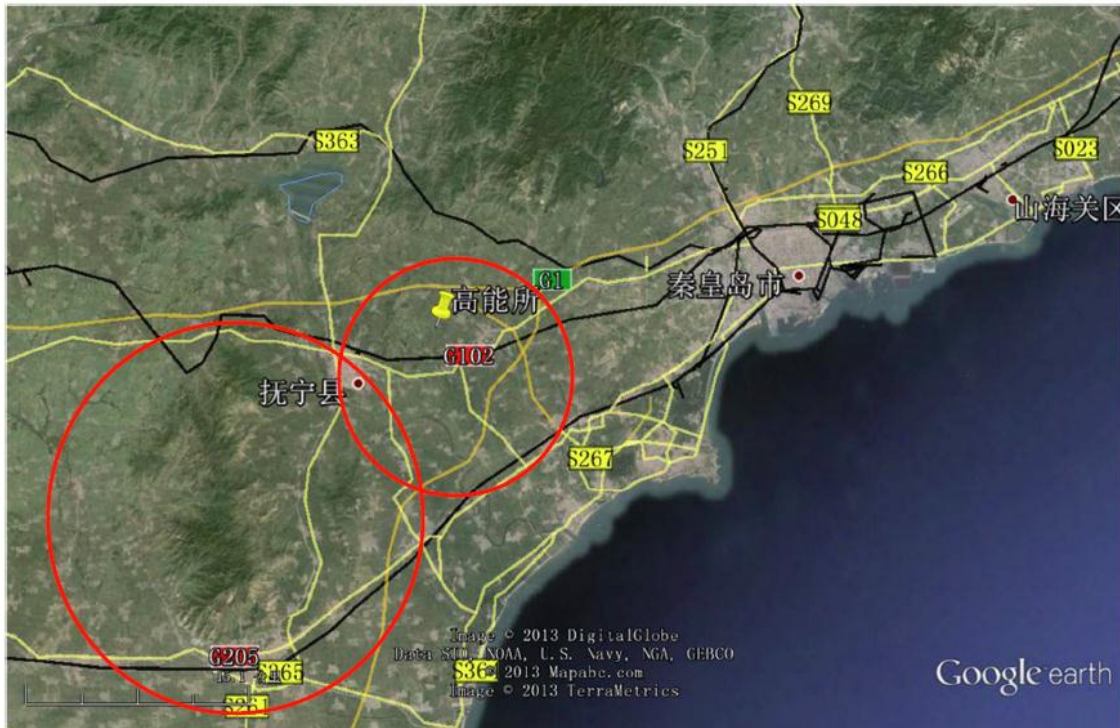 S269
S363
S251
S023
S266
S048
山海关区
G1
秦皇岛市
高能所
G102
抚宁县
S267
Image © 2013 DigitalGlobe
Data SIO, NOAA, U.S. Navy, NGA, GEBCO
© 2013 Mapabc.com
Image © 2013 TerraMetrics
G205
S365
S261
Google earth